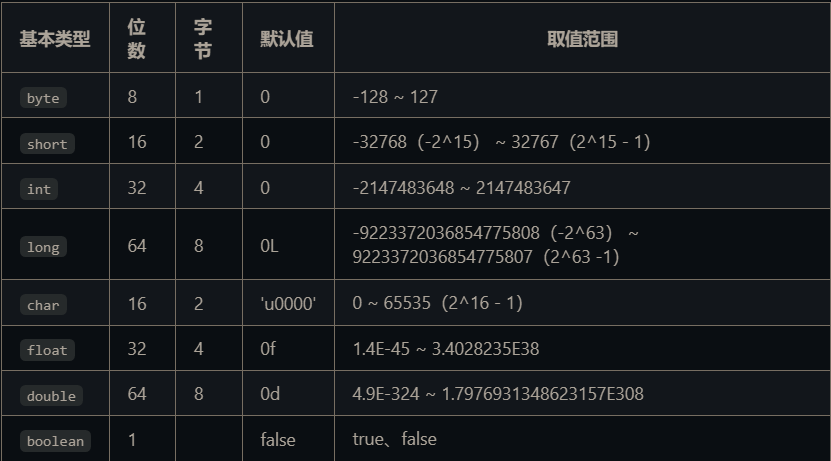 基本类型 位数 字节 默认值 取值范围
byte 8 1 0 -128 ~ 127
short 16 2 0 -32768（-2^15） ~ 32767（2^15 - 1）
int 32 4 0 -2147483648 ~ 2147483647
long 64 8 0L -9223372036854775808（-2^63） ~
9223372036854775807（2^63 -1）
char 16 2 'u0000' 0 ~ 65535（2^16 - 1）
float 32 4 0f 1.4E-45 ~ 3.4028235E38
double 64 8 0d 4.9E-324 ~ 1.7976931348623157E308
boolean 1 false true、false